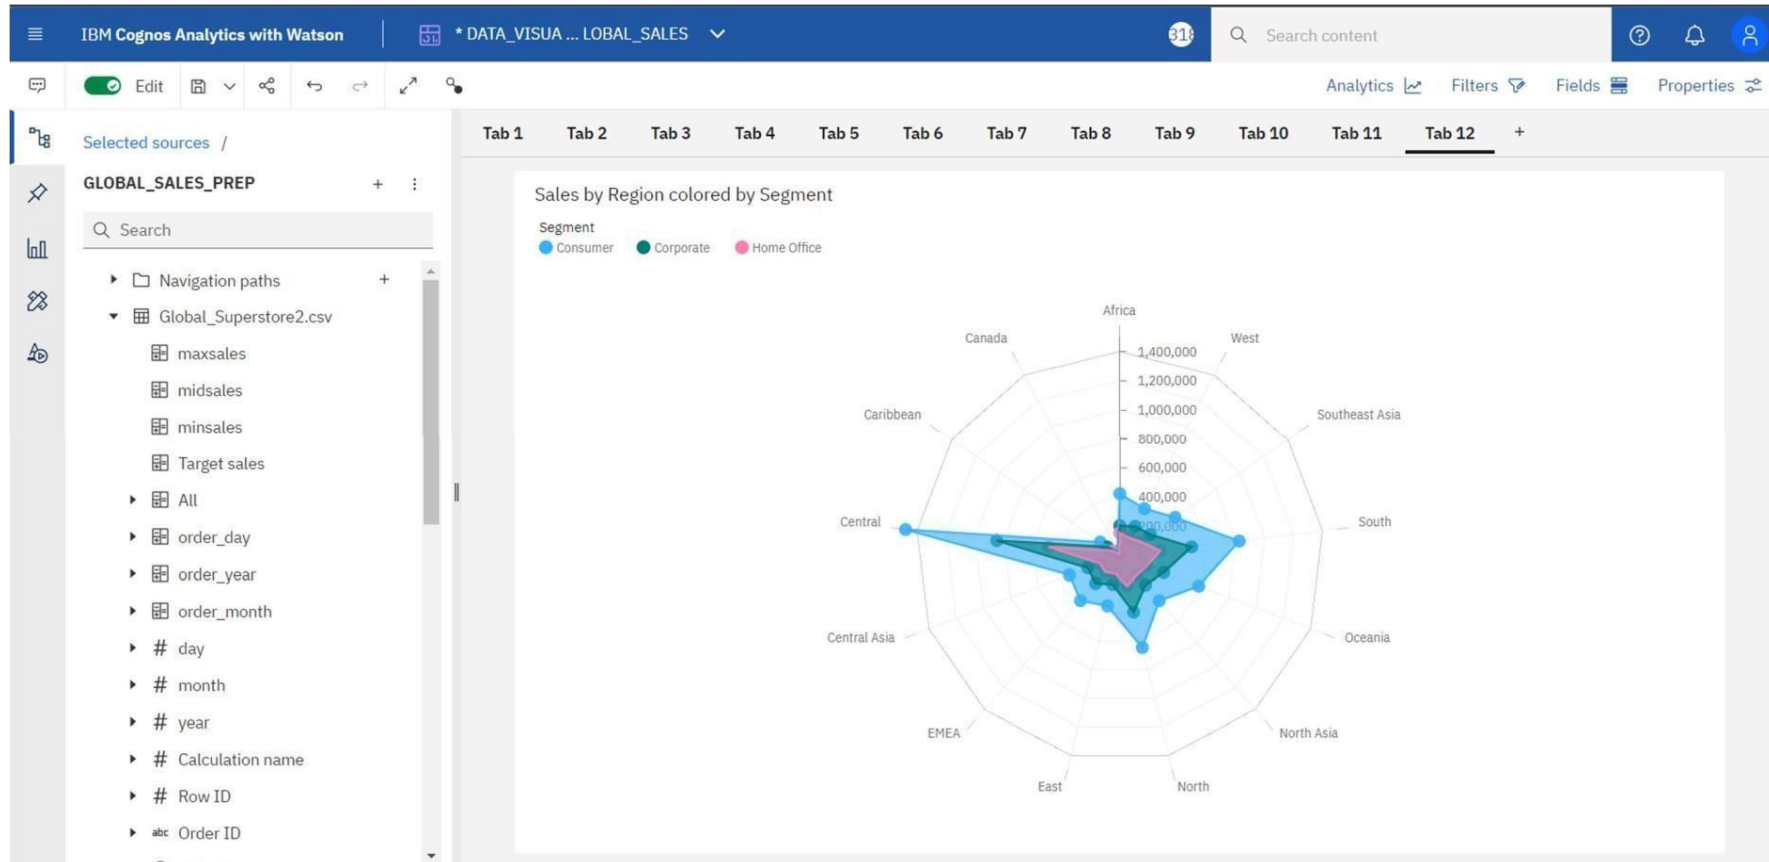 IBM Cognos Analytics with Watson
* DATA_VISUA ... LOBAL_SALES
Search content
Edit
Analytics
Filters
Fields
Properties
Selected sources /
GLOBAL_SALES_PREP
Search
Navigation paths
Global_Superstore2.csv
maxsales
midsales
minsales
Target sales
All
order_day
order_year
order_month
# day
# month
# year
# Calculation name
# Row ID
abc Order ID
Tab 1 Tab 2 Tab 3 Tab 4 Tab 5 Tab 6 Tab 7 Tab 8 Tab 9 Tab 10 Tab 11 Tab 12 +
Sales by Region colored by Segment
Segment
Consumer Corporate Home Office
Africa
Canada
West
1,400,000
1,200,000
1,000,000
Caribbean
Southeast Asia
800,000
600,000
400,000
200,000
Central
South
Central Asia
Oceania
EMEA
North Asia
East
North